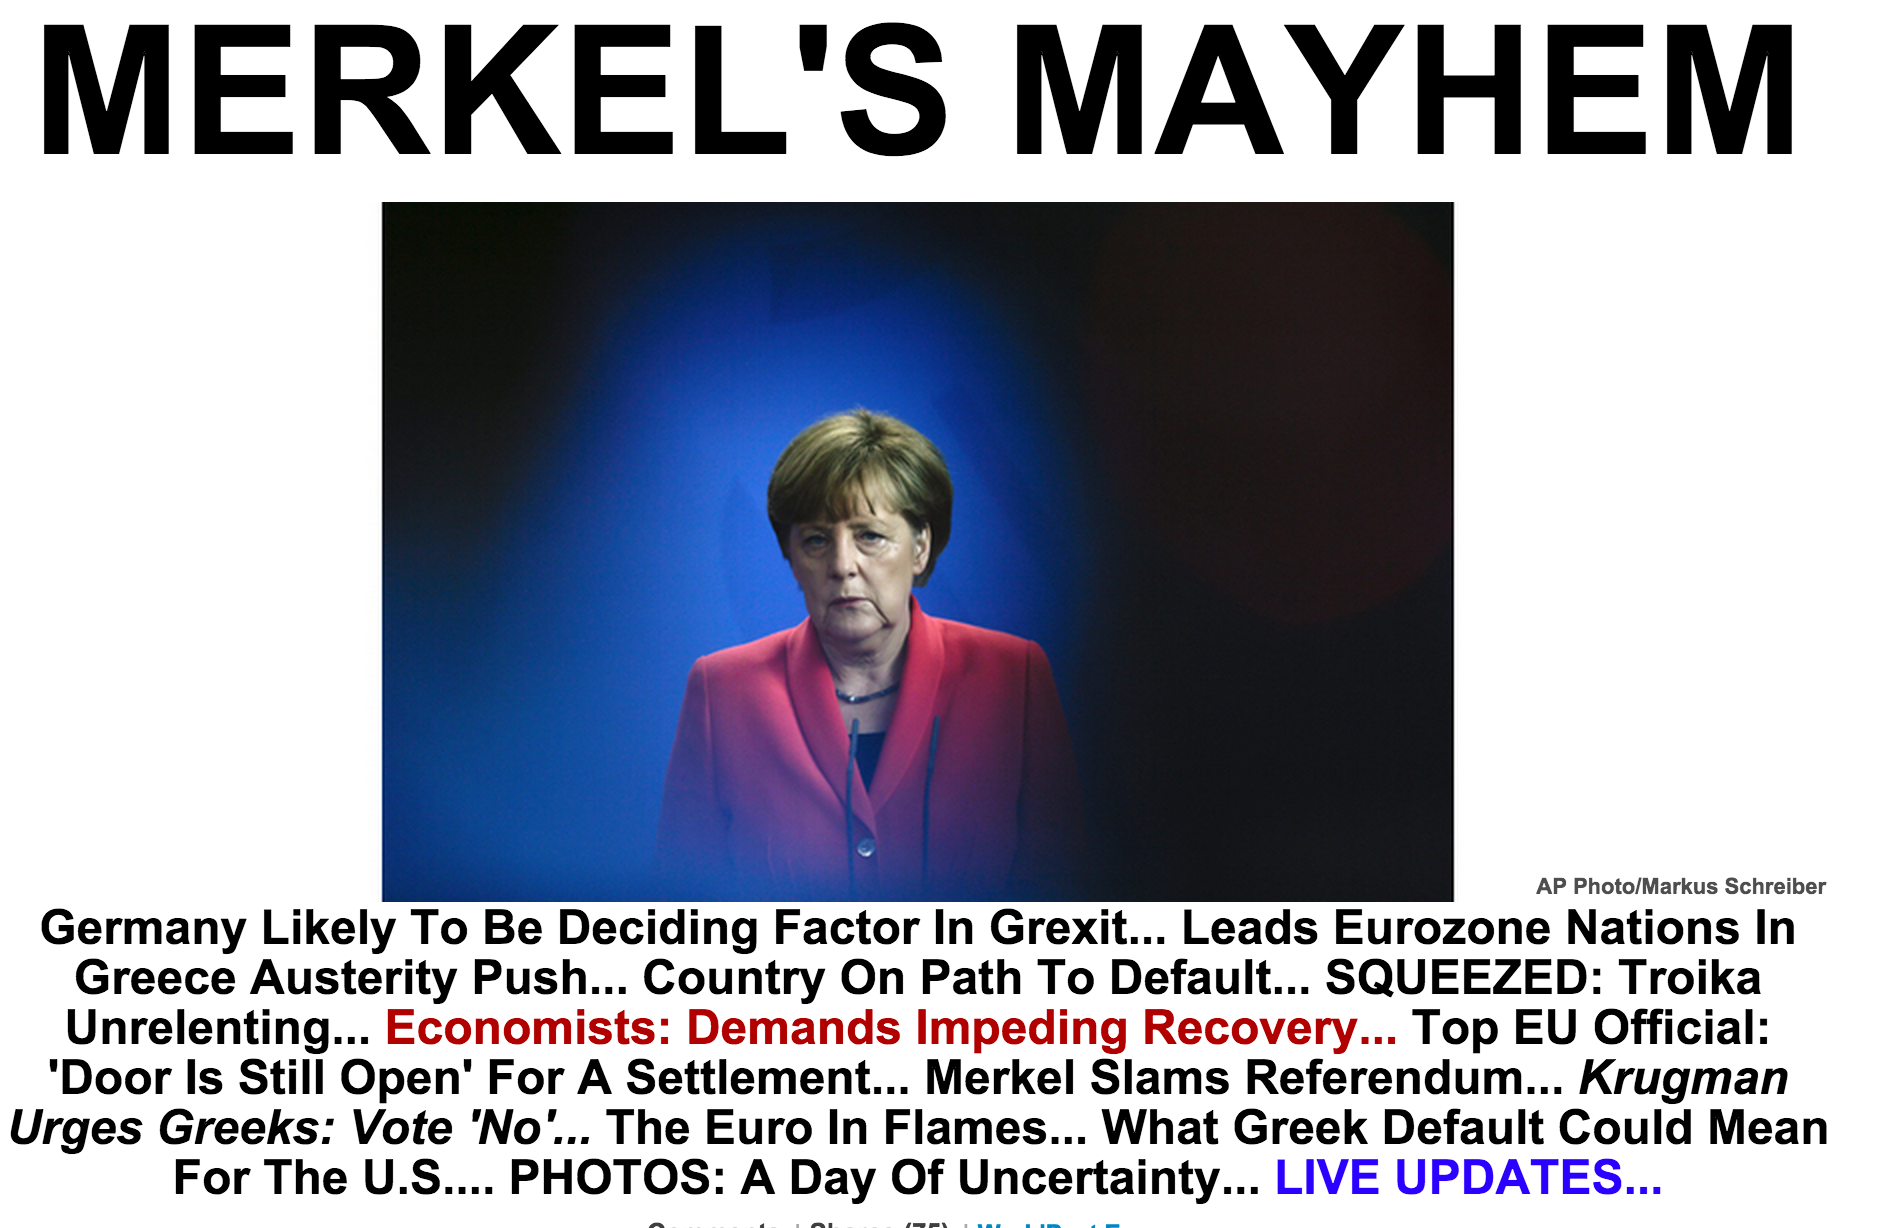 MERKEL'S MAYHEM
AP Photo/Markus Schreiber
Germany Likely To Be Deciding Factor In Grexit... Leads Eurozone Nations In
Greece Austerity Push... Country On Path To Default... SQUEEZED: Troika
Unrelenting... Economists: Demands Impeding Recovery... Top EU Official:
'Door Is Still Open' For A Settlement... Merkel Slams Referendum... Krugman
Urges Greeks: Vote 'No'... The Euro In Flames... What Greek Default Could Mean
For The U.S.... PHOTOS: A Day Of Uncertainty... LIVE UPDATES...